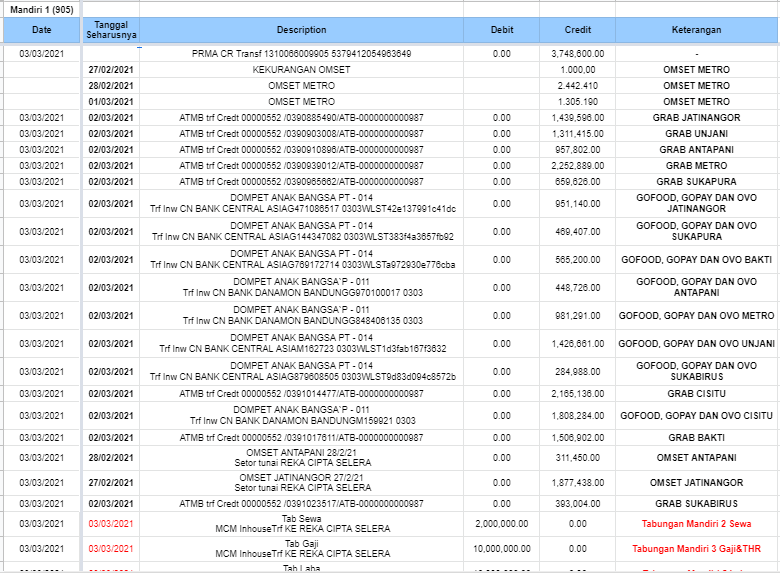 Mandiri 1 (905)
Date Tanggal Seharusnya Description Debit Credit Keterangan
03/03/2021 PRMA CR Transf 1310066009905 5379412054963649 0.00 3,748,600.00 -
27/02/2021 KEKURANGAN OMSET 1.000,00 OMSET METRO
28/02/2021 OMSET METRO 2.442.410 OMSET METRO
01/03/2021 OMSET METRO 1.305.190 OMSET METRO
03/03/2021 02/03/2021 ATMB trf Credt 00000552 /0390885490/ATB-0000000000987 0.00 1,439,596.00 GRAB JATINANGOR
03/03/2021 02/03/2021 ATMB trf Credt 00000552 /0390903008/ATB-0000000000987 0.00 1,311,415.00 GRAB UNJANI
03/03/2021 02/03/2021 ATMB trf Credt 00000552 /0390910896/ATB-0000000000987 0.00 957,802.00 GRAB ANTAPANI
03/03/2021 02/03/2021 ATMB trf Credt 00000552 /0390939012/ATB-0000000000987 0.00 2,252,889.00 GRAB METRO
03/03/2021 02/03/2021 ATMB trf Credt 00000552 /0390965662/ATB-0000000000987 0.00 659,626.00 GRAB SUKAPURA
03/03/2021 02/03/2021 DOMPET ANAK BANGSA PT - 014 0.00 951,140.00 GOFOOD, GOPAY DAN OVO
Trf Inw CN BANK CENTRAL ASIAG471086517 0303WLST42e137991c41dc JATINANGOR
03/03/2021 02/03/2021 DOMPET ANAK BANGSA PT - 014 0.00 469,407.00 GOFOOD, GOPAY DAN OVO
Trf Inw CN BANK CENTRAL ASIAG144347082 0303WLST383f4a3657fb92 SUKAPURA
03/03/2021 02/03/2021 DOMPET ANAK BANGSA PT - 014 0.00 565,200.00 GOFOOD, GOPAY DAN OVO BAKTI
Trf Inw CN BANK CENTRAL ASIAG769172714 0303WLSTa972930e776cba
03/03/2021 02/03/2021 DOMPET ANAK BANGSA'P - 011 0.00 448,726.00 GOFOOD, GOPAY DAN OVO
Trf Inw CN BANK DANAMON BANDUNGG970100017 0303 ANTAPANI
03/03/2021 02/03/2021 DOMPET ANAK BANGSA'P - 011 0.00 981,291.00 GOFOOD, GOPAY DAN OVO METRO
Trf Inw CN BANK DANAMON BANDUNGG848406135 0303
03/03/2021 02/03/2021 DOMPET ANAK BANGSA PT - 014 0.00 1,426,661.00 GOFOOD, GOPAY DAN OVO UNJANI
Trf Inw CN BANK CENTRAL ASIAM162723 0303WLST1d3fab167f3632
03/03/2021 02/03/2021 DOMPET ANAK BANGSA PT - 014 0.00 284,988.00 GOFOOD, GOPAY DAN OVO
Trf Inw CN BANK CENTRAL ASIAG879608505 0303WLST9d83d094c8572b SUKABIRUS
03/03/2021 02/03/2021 ATMB trf Credt 00000552 /0391014477/ATB-0000000000987 0.00 2,165,136.00 GRAB CISITU
03/03/2021 02/03/2021 DOMPET ANAK BANGSA'P - 011 0.00 1,808,284.00 GOFOOD, GOPAY DAN OVO CISITU
Trf Inw CN BANK DANAMON BANDUNGM159921 0303
03/03/2021 02/03/2021 ATMB trf Credt 00000552 /0391017611/ATB-0000000000987 0.00 1,506,902.00 GRAB BAKTI
03/03/2021 28/02/2021 OMSET ANTAPANI 28/2/21 0.00 311,450.00 OMSET ANTAPANI
Setor tunai REKA CIPTA SELERA
03/03/2021 27/02/2021 OMSET JATINANGOR 27/2/21 0.00 1,877,438.00 OMSET JATINANGOR
Setor tunai REKA CIPTA SELERA
03/03/2021 02/03/2021 ATMB trf Credt 00000552 /0391023517/ATB-0000000000987 0.00 393,004.00 GRAB SUKABIRUS
03/03/2021 03/03/2021 Tab Sewa 2,000,000.00 0.00 Tabungan Mandiri 2 Sewa
MCM InhouseTrf KE REKA CIPTA SELERA
03/03/2021 03/03/2021 Tab Gaji 10,000,000.00 0.00 Tabungan Mandiri 3 Gaji&THR
MCM InhouseTrf KE REKA CIPTA SELERA
Tab Laba